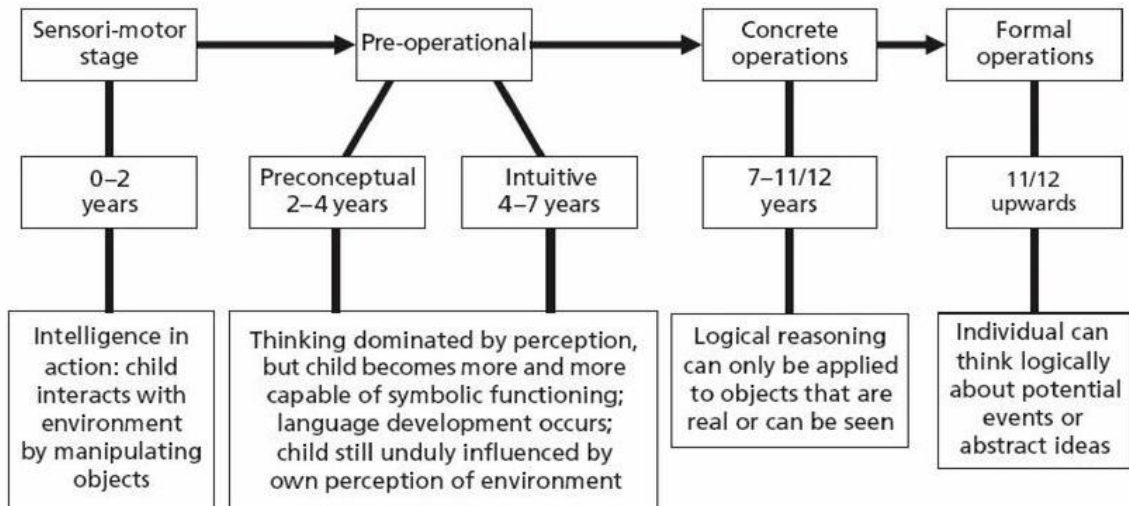 Sensori-motor
stage
Pre-operational
Concrete
operations
Formal
operations
0–2
years
Preconceptual
2–4 years
Intuitive
4–7 years
7–11/12
years
11/12
upwards
Intelligence in
action: child
interacts with
environment
by manipulating
objects
Thinking dominated by perception,
but child becomes more and more
capable of symbolic functioning;
language development occurs;
child still unduly influenced by
own perception of environment
Logical reasoning
can only be applied
to objects that are
real or can be seen
Individual can
think logically
about potential
events or
abstract ideas